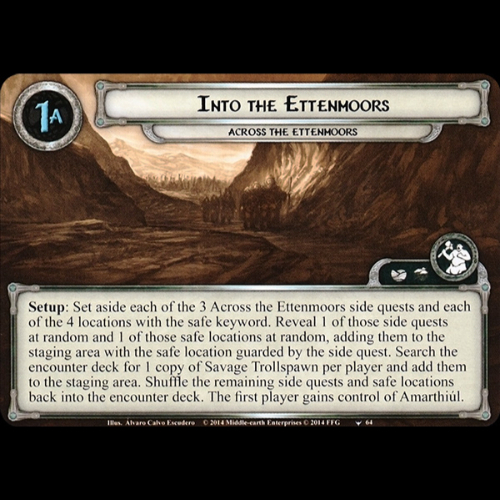 1A
INTO THE ETTENMOORS
ACROSS THE ETTENMOORS
Setup: Set aside each of the 3 Across the Ettenmoors side quests and each
of the 4 locations with the safe keyword. Reveal 1 of those side quests
at random and 1 of those safe locations at random, adding them to the
staging area with the safe location guarded by the side quest. Search the
encounter deck for 1 copy of Savage Trollspawn per player and add them
to the staging area. Shuffle the remaining side quests and safe locations
back into the encounter deck. The first player gains control of Amarthiúl.
Illus. Álvaro Calvo Escudero © 2014 Middle-earth Enterprises © 2014 FFG 64